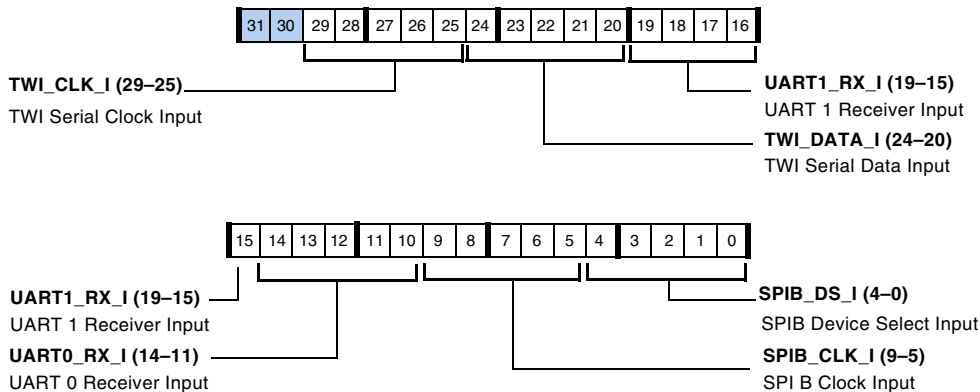 31 30 29 28 27 26 25 24 23 22 21 20 19 18 17 16
TWI_CLK_I (29–25)
TWI Serial Clock Input
UART1_RX_I (19–15)
UART 1 Receiver Input
TWI_DATA_I (24–20)
TWI Serial Data Input
15 14 13 12 11 10 9 8 7 6 5 4 3 2 1 0
UART1_RX_I (19–15)
UART 1 Receiver Input
UART0_RX_I (14–11)
UART 0 Receiver Input
SPIB_DS_I (4–0)
SPIB Device Select Input
SPIB_CLK_I (9–5)
SPI B Clock Input